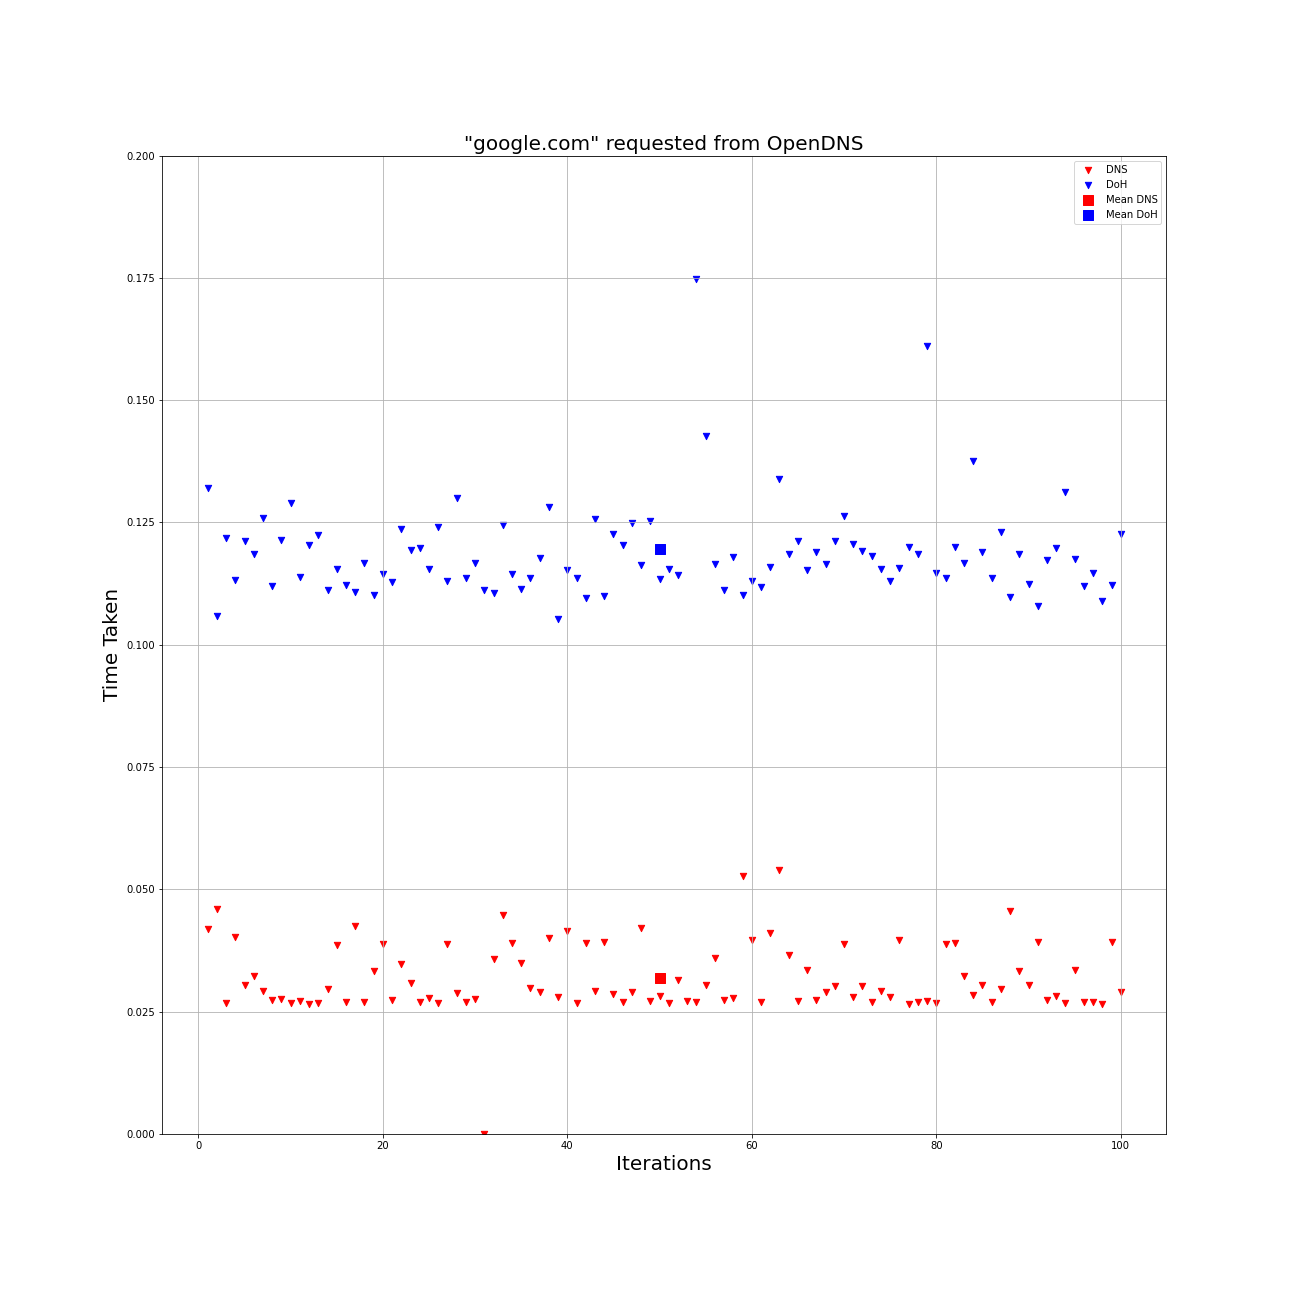 "google.com" requested from OpenDNS
0.200
0.175
0.150
0.125
0.100
0.075
0.050
0.025
0.000
Time Taken
DNS
DoH
Mean DNS
Mean DoH
0 20 40 60 80 100
Iterations